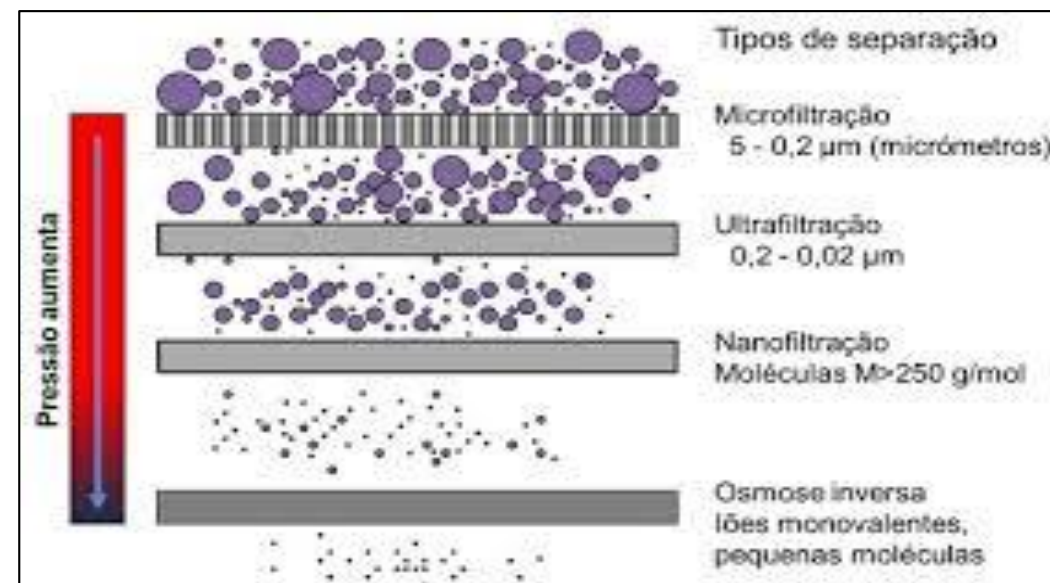 Tipos de separação
Microfiltração
5 - 0,2 µm (micrómetros)
Ultrafiltração
0,2 - 0,02 µm
Nanofiltração
Moléculas M>250 g/mol
Osmose inversa
Iões monovalentes,
pequenas moléculas
Pressão aumenta